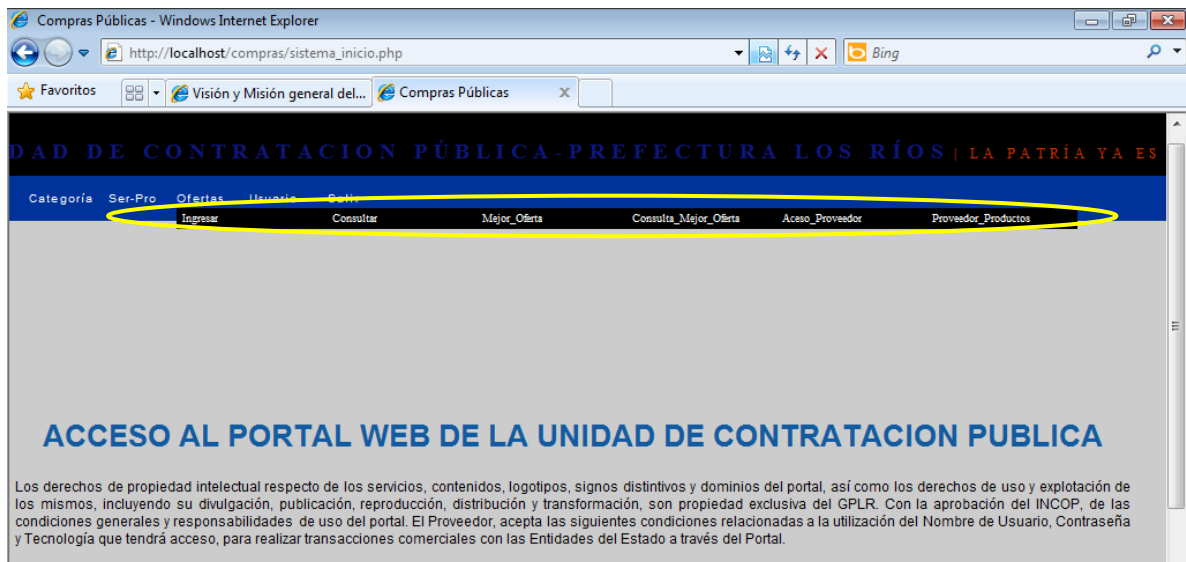 Compras Públicas - Windows Internet Explorer
http://localhost/compras/sistema_inicio.php
Bing
Favoritos
Visión y Misión general del...
Compras Públicas
DAD DE CONTRATACION PÚBLICA-PREFECTURA LOS RÍOS| LA PATRÍA YA ES
Categoría Ser-Pro Ofertas Usuario Salir
Ingresar Consultar Mejor_Oferta Consulta_Mejor_Oferta Aceso_Proveedor Proveedor_Productos
ACCESO AL PORTAL WEB DE LA UNIDAD DE CONTRATACION PUBLICA
Los derechos de propiedad intelectual respecto de los servicios, contenidos, logotipos, signos distintivos y dominios del portal, así como los derechos de uso y explotación de
los mismos, incluyendo su divulgación, publicación, reproducción, distribución y transformación, son propiedad exclusiva del GPLR. Con la aprobación del INCOP, de las
condiciones generales y responsabilidades de uso del portal. El Proveedor, acepta las siguientes condiciones relacionadas a la utilización del Nombre de Usuario, Contraseña
y Tecnología que tendrá acceso, para realizar transacciones comerciales con las Entidades del Estado a través del Portal.